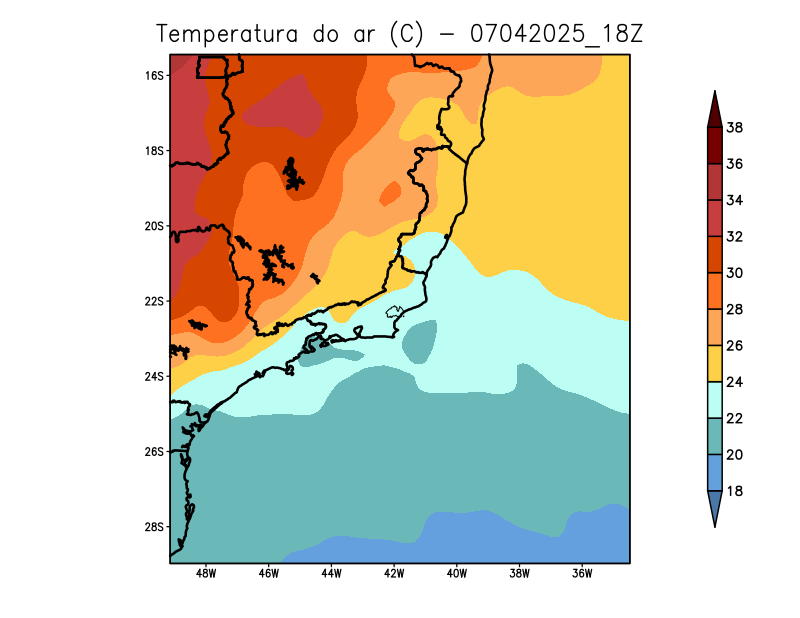 Temperatura do ar (C) – 07042025_18Z
16S
18S
20S
22S
24S
26S
28S
48W 46W 44W 42W 40W 38W 36W
38
36
34
32
30
28
26
24
22
20
18